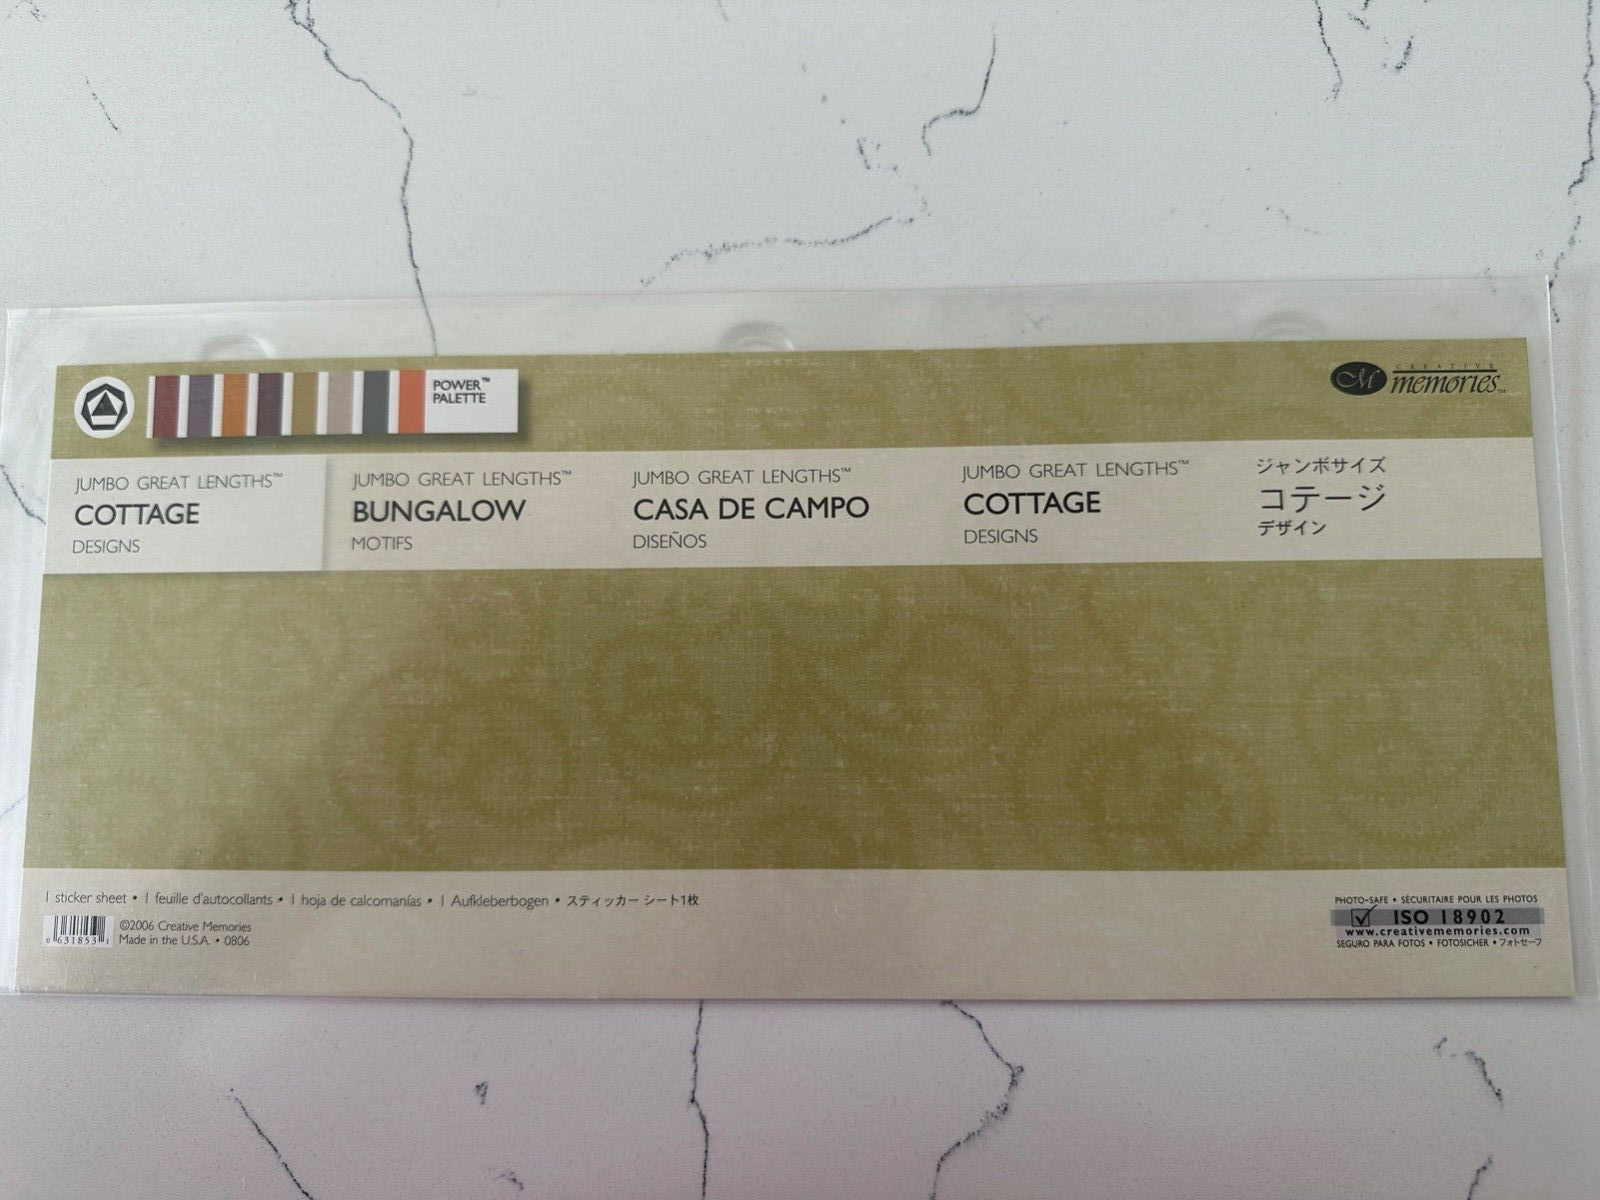 POWER™
PALETTE
CREATIVE
memories™
JUMBO GREAT LENGTHS™
COTTAGE
DESIGNS
JUMBO GREAT LENGTHS™
BUNGALOW
MOTIFS
JUMBO GREAT LENGTHS™
CASA DE CAMPO
DISEÑOS
JUMBO GREAT LENGTHS™
COTTAGE
DESIGNS
ジャンボサイズ
コテージ
デザイン
1 sticker sheet • 1 feuille d'autocollants • 1 hoja de calcomanías • 1 Aufkleberbogen • スティッカー シート1枚
0 631853 1
©2006 Creative Memories
Made in the U.S.A. • 0806
PHOTO-SAFE • SÉCURITAIRE POUR LES PHOTOS
ISO 18902
www.creativememories.com
SEGURO PARA FOTOS • FOTOSICHER • フォトセーフ